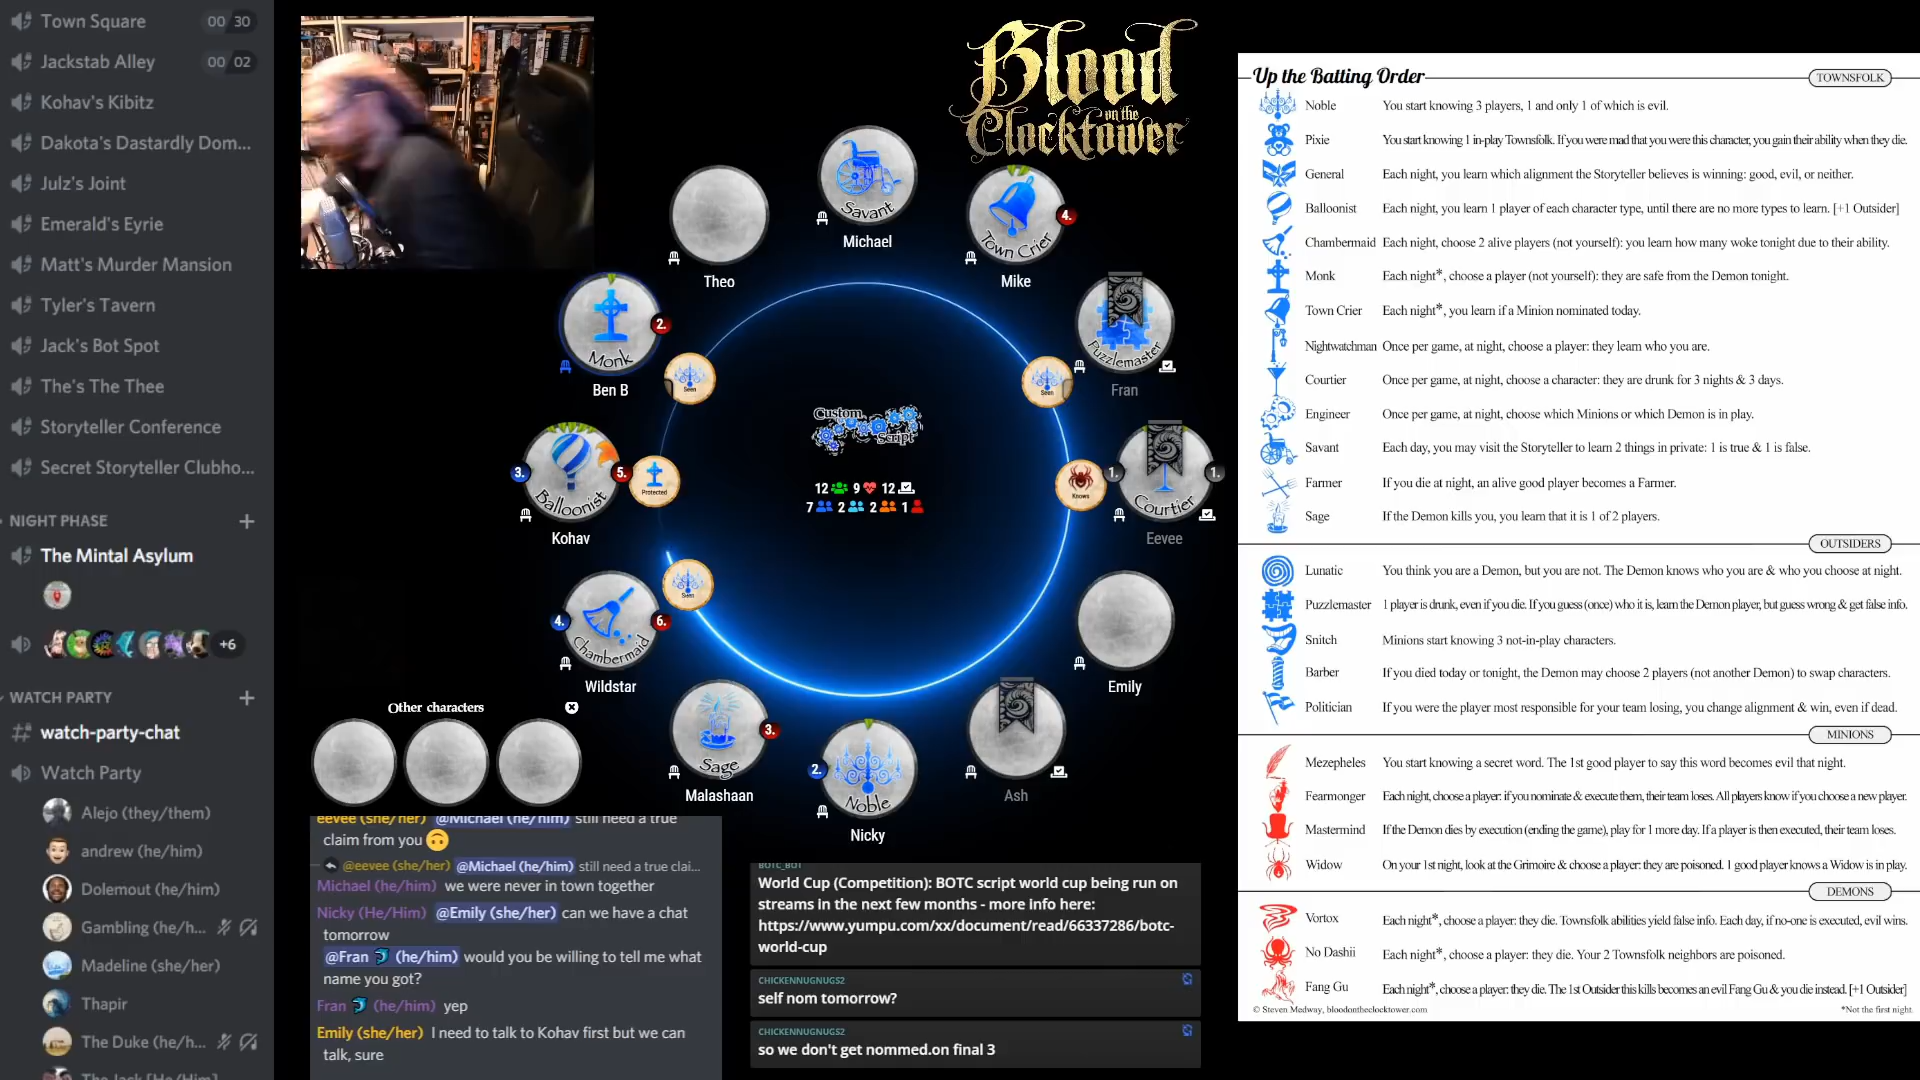 Town Square 00 30
Jackstab Alley 00 02
Kohav's Kibitz
Dakota's Dastardly Dom...
Julz's Joint
Emerald's Eyrie
Matt's Murder Mansion
Tyler's Tavern
Jack's Bot Spot
The's The Thee
Storyteller Conference
Secret Storyteller Clubho...
NIGHT PHASE
The Mintal Asylum
+6
WATCH PARTY
# watch-party-chat
Watch Party
Alejo (they/them)
andrew (he/him)
Dolemout (he/him)
Gambling (he/h...
Madeline (she/her)
Thapir
The Duke (he/h...
The Jack [He/Him]
Blood
on the
Clocktower
Savant
Michael
Theo
Town Crier
4.
Mike
Monk
2.
Ben B
Seen
Puzzlemaster
Fran
Seen
Balloonist
3.
5.
Kohav
Protected
Custom
Script
12 9 12
7 2 2 1
Knows
Courtier
1.
1.
Eevee
Chambermaid
4.
6.
Wildstar
Seen
Emily
Sage
3.
Malashaan
Noble
2.
Nicky
Ash
Other characters
eevee (she/her) @Michael (he/him) still need a true
claim from you
@eevee (she/her) @Michael (he/him) still need a true clai...
Michael (he/him) we were never in town together
Nicky (He/Him) @Emily (she/her) can we have a chat
tomorrow
@Fran (he/him) would you be willing to tell me what
name you got?
Fran (he/him) yep
Emily (she/her) I need to talk to Kohav first but we can
talk, sure
BOTC_BOT
World Cup (Competition): BOTC script world cup being run on
streams in the next few months - more info here:
https://www.yumpu.com/xx/document/read/66337286/botc-
world-cup
CHICKENNUGNUGS2
self nom tomorrow?
CHICKENNUGNUGS2
so we don't get nommed.on final 3
Up the Batting Order
TOWNSFOLK
Noble You start knowing 3 players, 1 and only 1 of which is evil.
Pixie You start knowing 1 in-play Townsfolk. If you were mad that you were this character, you gain their ability when they die.
General Each night, you learn which alignment the Storyteller believes is winning: good, evil, or neither.
Balloonist Each night, you learn 1 player of each character type, until there are no more types to learn. [+1 Outsider]
Chambermaid Each night, choose 2 alive players (not yourself): you learn how many woke tonight due to their ability.
Monk Each night*, choose a player (not yourself): they are safe from the Demon tonight.
Town Crier Each night*, you learn if a Minion nominated today.
Nightwatchman Once per game, at night, choose a player: they learn who you are.
Courtier Once per game, at night, choose a character: they are drunk for 3 nights & 3 days.
Engineer Once per game, at night, choose which Minions or which Demon is in play.
Savant Each day, you may visit the Storyteller to learn 2 things in private: 1 is true & 1 is false.
Farmer If you die at night, an alive good player becomes a Farmer.
Sage If the Demon kills you, you learn that it is 1 of 2 players.
OUTSIDERS
Lunatic You think you are a Demon, but you are not. The Demon knows who you are & who you choose at night.
Puzzlemaster 1 player is drunk, even if you die. If you guess (once) who it is, learn the Demon player, but guess wrong & get false info.
Snitch Minions start knowing 3 not-in-play characters.
Barber If you died today or tonight, the Demon may choose 2 players (not another Demon) to swap characters.
Politician If you were the player most responsible for your team losing, you change alignment & win, even if dead.
MINIONS
Mezepheles You start knowing a secret word. The 1st good player to say this word becomes evil that night.
Fearmonger Each night, choose a player: if you nominate & execute them, their team loses. All players know if you choose a new player.
Mastermind If the Demon dies by execution (ending the game), play for 1 more day. If a player is then executed, their team loses.
Widow On your 1st night, look at the Grimoire & choose a player: they are poisoned. 1 good player knows a Widow is in play.
DEMONS
Vortox Each night*, choose a player: they die. Townsfolk abilities yield false info. Each day, if no-one is executed, evil wins.
No Dashii Each night*, choose a player: they die. Your 2 Townsfolk neighbors are poisoned.
Fang Gu Each night*, choose a player: they die. The 1st Outsider this kills becomes an evil Fang Gu & you die instead. [+1 Outsider]
© Steven Medway, bloodontheclocktower.com
*Not the first night.